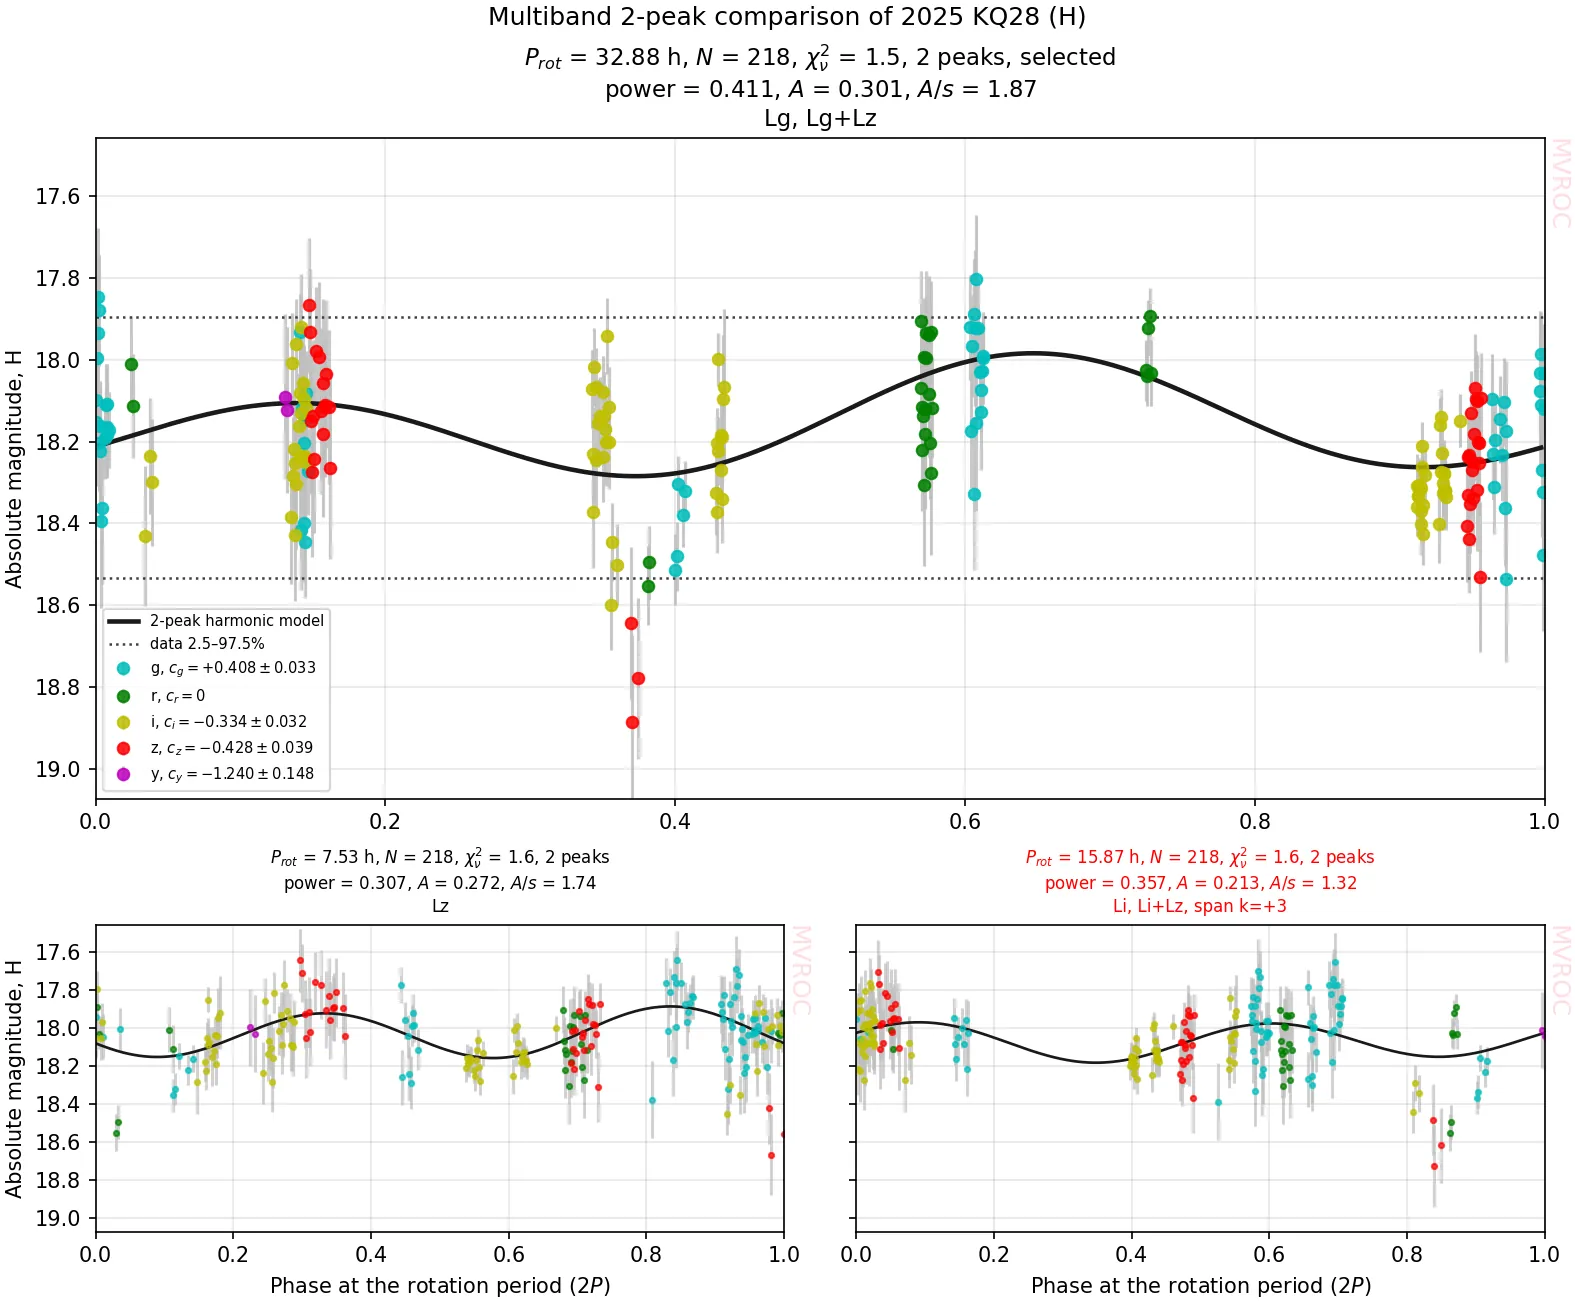 Multiband 2-peak comparison of 2025 KQ28 (H)
P_rot = 32.88 h, N = 218, χ²_ν = 1.5, 2 peaks, selected
power = 0.411, A = 0.301, A/s = 1.87
Lg, Lg+Lz
MVROC
Absolute magnitude, H
17.6
17.8
18.0
18.2
18.4
18.6
18.8
19.0
2-peak harmonic model
data 2.5–97.5%
g, c_g = +0.408 ± 0.033
r, c_r = 0
i, c_i = −0.334 ± 0.032
z, c_z = −0.428 ± 0.039
y, c_y = −1.240 ± 0.148
0.0 0.2 0.4 0.6 0.8 1.0
P_rot = 7.53 h, N = 218, χ²_ν = 1.6, 2 peaks
power = 0.307, A = 0.272, A/s = 1.74
Lz
MVROC
Absolute magnitude, H
17.6
17.8
18.0
18.2
18.4
18.6
18.8
19.0
0.0 0.2 0.4 0.6 0.8 1.0
Phase at the rotation period (2P)
P_rot = 15.87 h, N = 218, χ²_ν = 1.6, 2 peaks
power = 0.357, A = 0.213, A/s = 1.32
Li, Li+Lz, span k=+3
MVROC
0.0 0.2 0.4 0.6 0.8 1.0
Phase at the rotation period (2P)